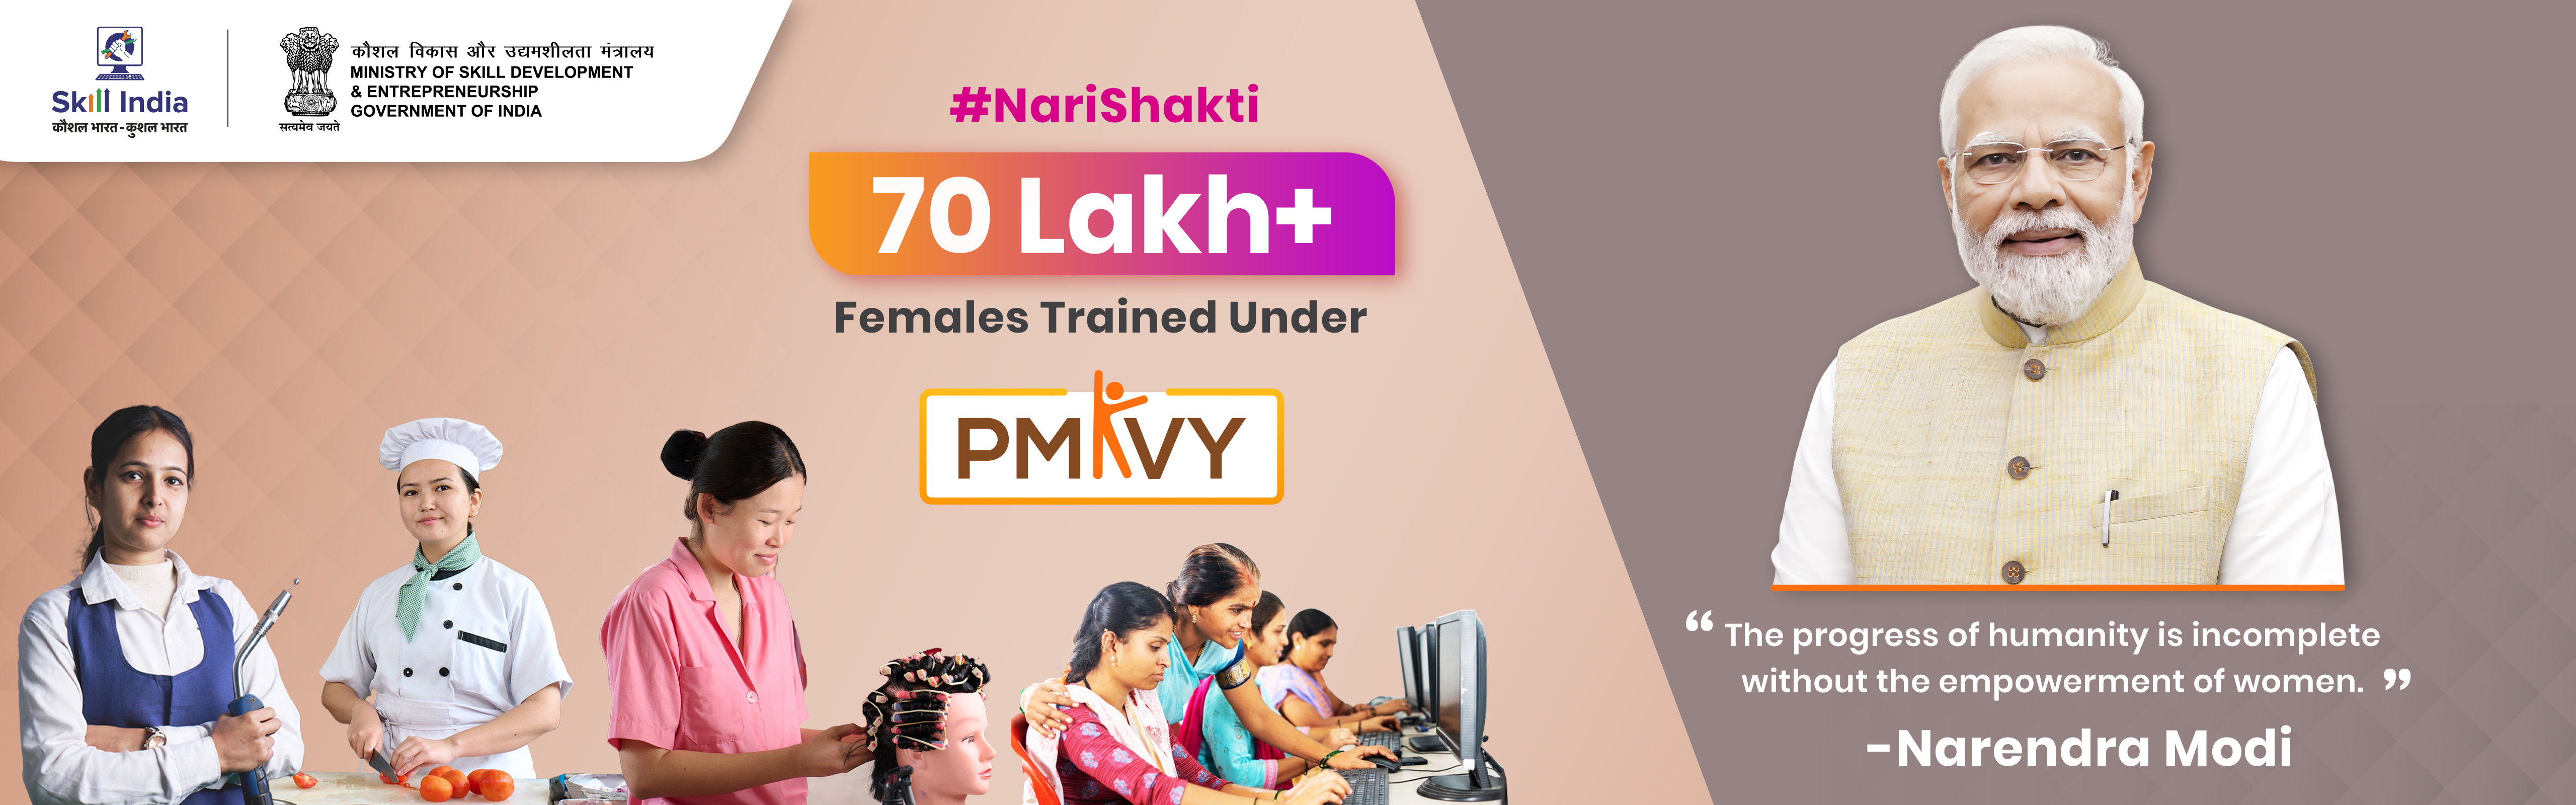 Skill India
कौशल भारत - कुशल भारत
सत्यमेव जयते
कौशल विकास और उद्यमशीलता मंत्रालय
MINISTRY OF SKILL DEVELOPMENT
& ENTREPRENEURSHIP
GOVERNMENT OF INDIA
#NariShakti
70 Lakh+
Females Trained Under
PMKVY
“ The progress of humanity is incomplete
without the empowerment of women. ”
-Narendra Modi